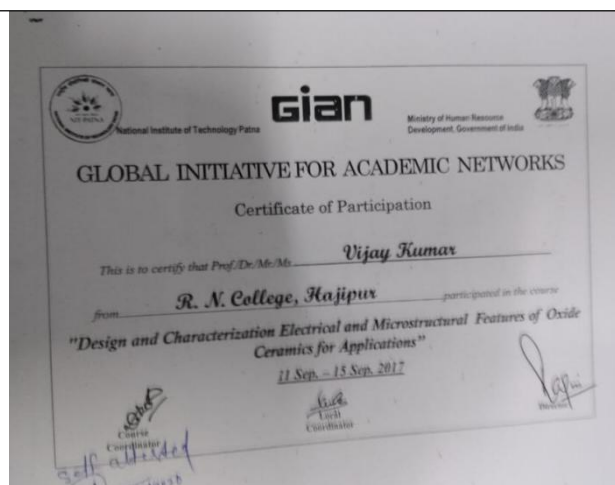 NIT PATNA
National Institute of Technology Patna
Gian
Ministry of Human Resource
Development, Government of India
GLOBAL INITIATIVE FOR ACADEMIC NETWORKS
Certificate of Participation
This is to certify that Prof./Dr./Mr./Ms. Vijay Kumar
from R. N. College, Hajipur participated in the course
"Design and Characterization Electrical and Microstructural Features of Oxide
Ceramics for Applications"
11 Sep. – 15 Sep. 2017
Course
Coordinator
Local
Coordinator
Director
self attested